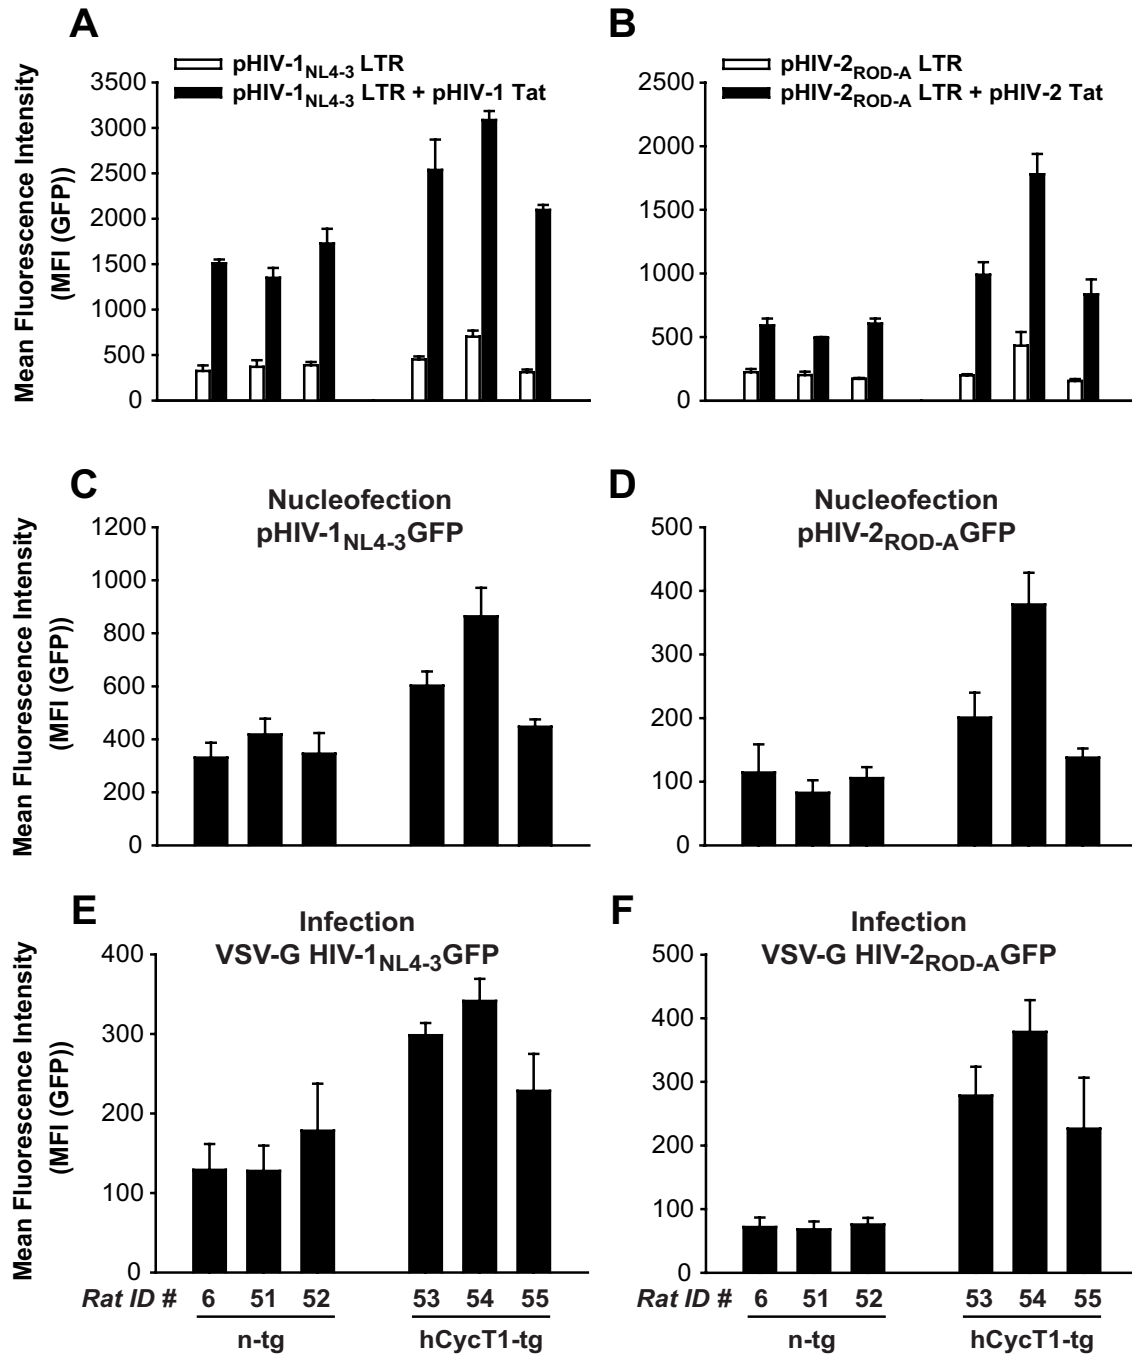 A
pHIV-1NL4-3 LTR
pHIV-1NL4-3 LTR + pHIV-1 Tat
Mean Fluorescence Intensity
(MFI (GFP))
3500
3000
2500
2000
1500
1000
500
0
B
pHIV-2ROD-A LTR
pHIV-2ROD-A LTR + pHIV-2 Tat
2500
2000
1500
1000
500
0
C
Nucleofection
pHIV-1NL4-3GFP
Mean Fluorescence Intensity
(MFI (GFP))
1200
1000
800
600
400
200
0
D
Nucleofection
pHIV-2ROD-AGFP
500
400
300
200
100
0
E
Infection
VSV-G HIV-1NL4-3GFP
Mean Fluorescence Intensity
(MFI (GFP))
400
300
200
100
0
Rat ID # 6 51 52 53 54 55
n-tg hCycT1-tg
F
Infection
VSV-G HIV-2ROD-AGFP
500
400
300
200
100
0
Rat ID # 6 51 52 53 54 55
n-tg hCycT1-tg